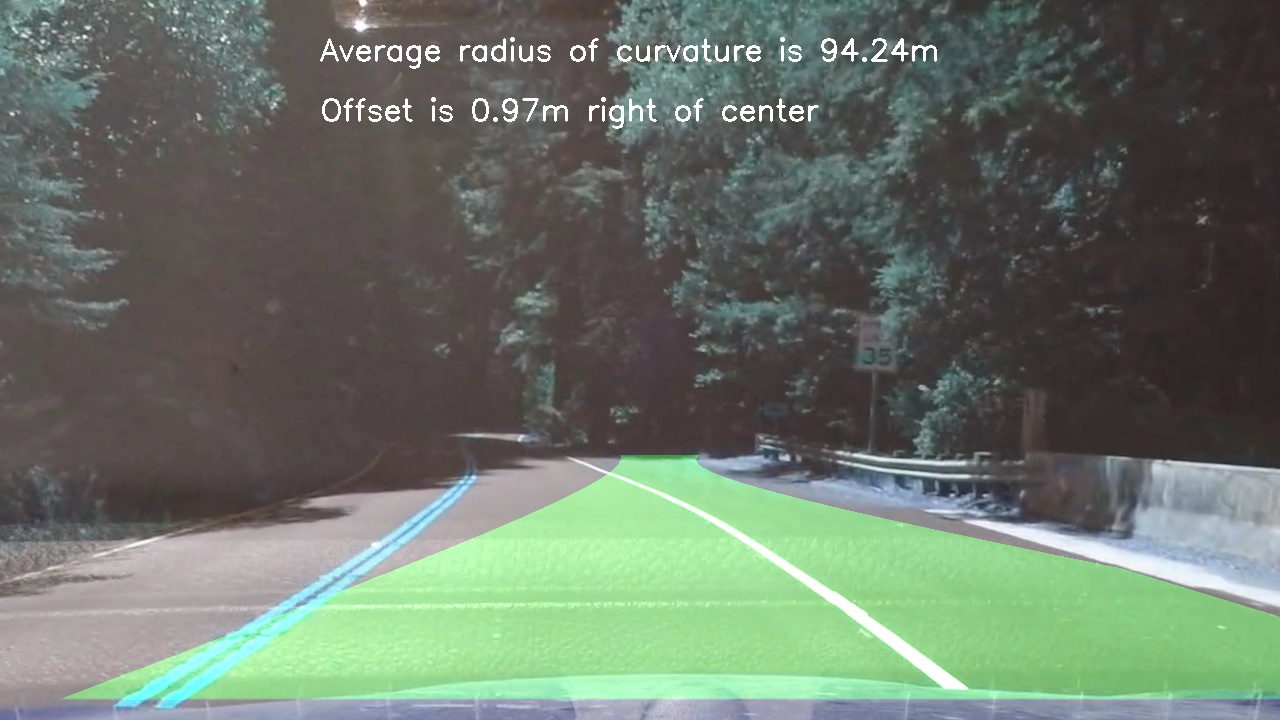 Average radius of curvature is 94.24m
Offset is 0.97m right of center
35